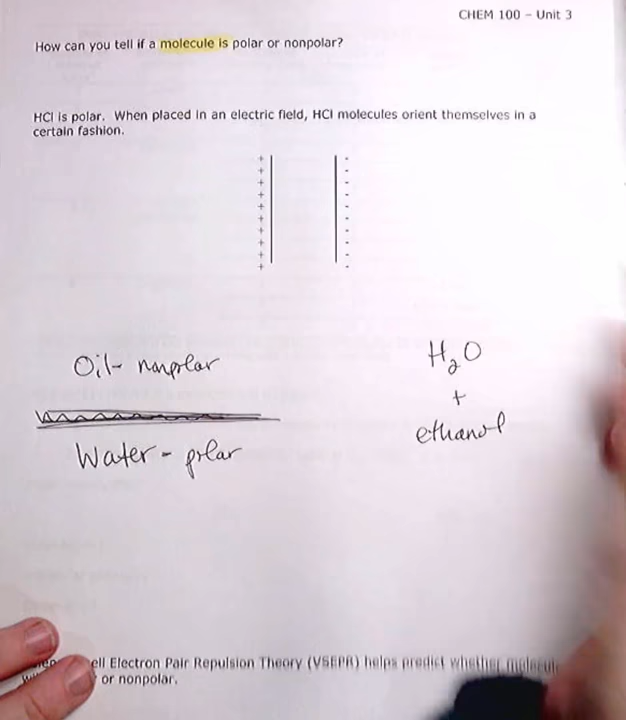 CHEM 100 - Unit 3
How can you tell if a molecule is polar or nonpolar?
HCl is polar. When placed in an electric field, HCl molecules orient themselves in a
certain fashion.
Oil - nonpolar
H₂O
+
ethanol
Water - polar
ell Electron Pair Repulsion Theory (VSEPR) helps predict whether molecul
or nonpolar.